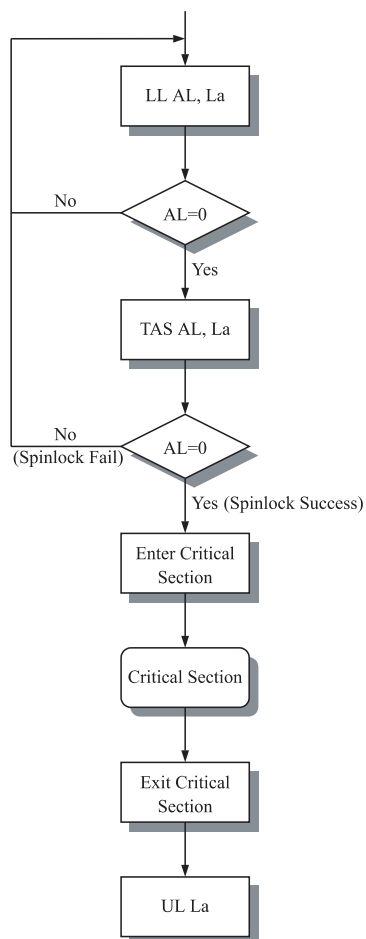 LL AL, La
No
AL=0
Yes
TAS AL, La
No
(Spinlock Fail)
AL=0
Yes (Spinlock Success)
Enter Critical
Section
Critical Section
Exit Critical
Section
UL La